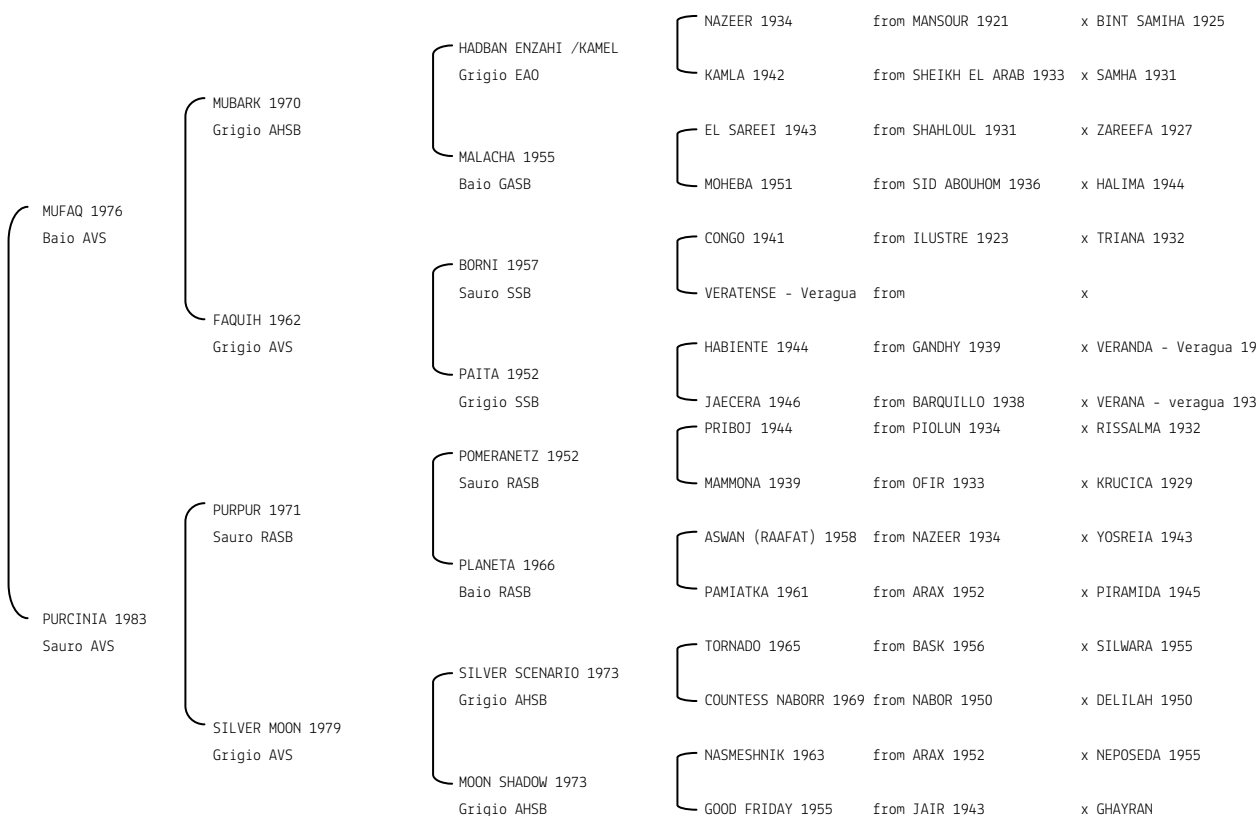 NAZEER 1934 from MANSOUR 1921 x BINT SAMIHA 1925
HADBAN ENZAHI /KAMEL
Grigio EAO KAMLA 1942 from SHEIKH EL ARAB 1933 x SAMHA 1931
MUBARK 1970
Grigio AHSB EL SAREEI 1943 from SHAHLOUL 1931 x ZAREEFA 1927
MALACHA 1955
Baio GASB MOHEBA 1951 from SID ABOUHOM 1936 x HALIMA 1944
MUFAQ 1976
Baio AVS CONGO 1941 from ILUSTRE 1923 x TRIANA 1932
BORNI 1957
Sauro SSB VERATENSE - Veragua from x
FAQUIH 1962
Grigio AVS HABIENTE 1944 from GANDHY 1939 x VERANDA - Veragua 19
PAITA 1952
Grigio SSB JAECERA 1946 from BARQUILLO 1938 x VERANA - veragua 193
PRIBOJ 1944 from PIOLUN 1934 x RISSALMA 1932
POMERANETZ 1952
Sauro RASB MAMMONA 1939 from OFIR 1933 x KRUCICA 1929
PURPUR 1971
Sauro RASB ASWAN (RAAFAT) 1958 from NAZEER 1934 x YOSREIA 1943
PLANETA 1966
Baio RASB PAMIATKA 1961 from ARAX 1952 x PIRAMIDA 1945
PURCINIA 1983
Sauro AVS TORNADO 1965 from BASK 1956 x SILWARA 1955
SILVER SCENARIO 1973
Grigio AHSB COUNTESS NABORR 1969 from NABOR 1950 x DELILAH 1950
SILVER MOON 1979
Grigio AVS NASMESHNIK 1963 from ARAX 1952 x NEPOSEDA 1955
MOON SHADOW 1973
Grigio AHSB GOOD FRIDAY 1955 from JAIR 1943 x GHAYRAN